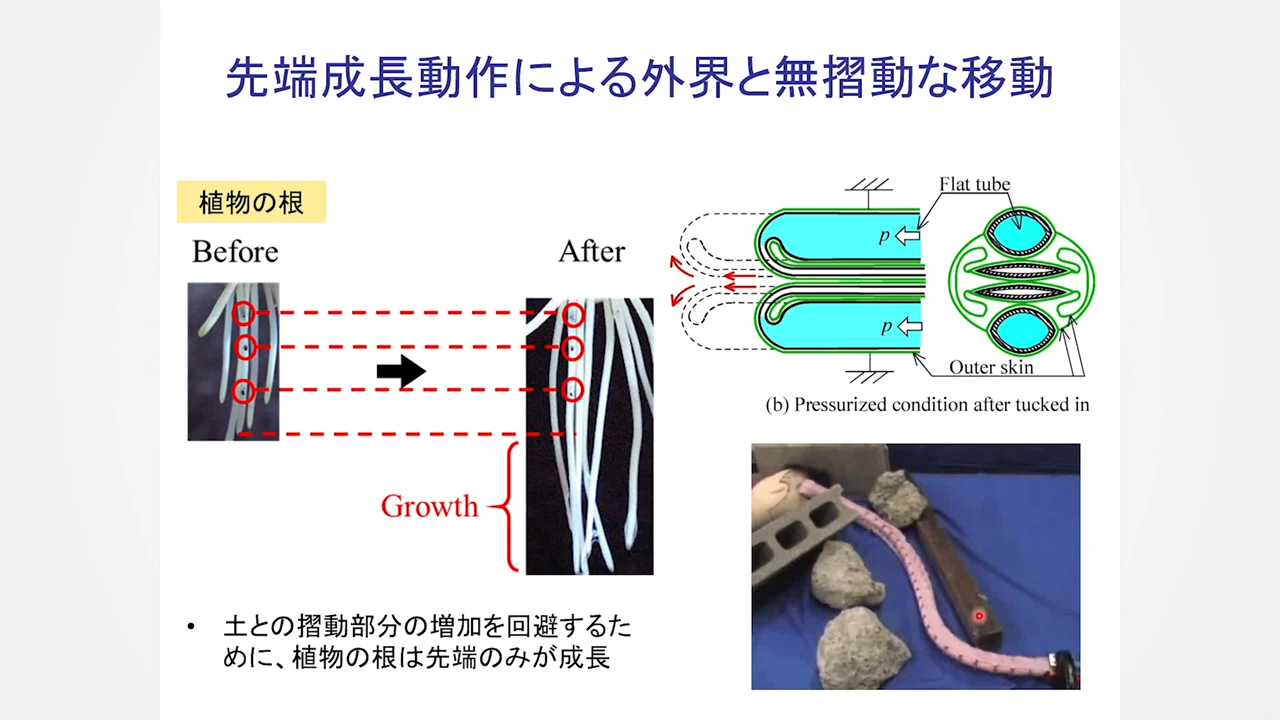 先端成長動作による外界と無摺動な移動
植物の根
Before
After
Growth
• 土との摺動部分の増加を回避するた
めに、植物の根は先端のみが成長
Flat tube
p
p
Outer skin
(b) Pressurized condition after tucked in